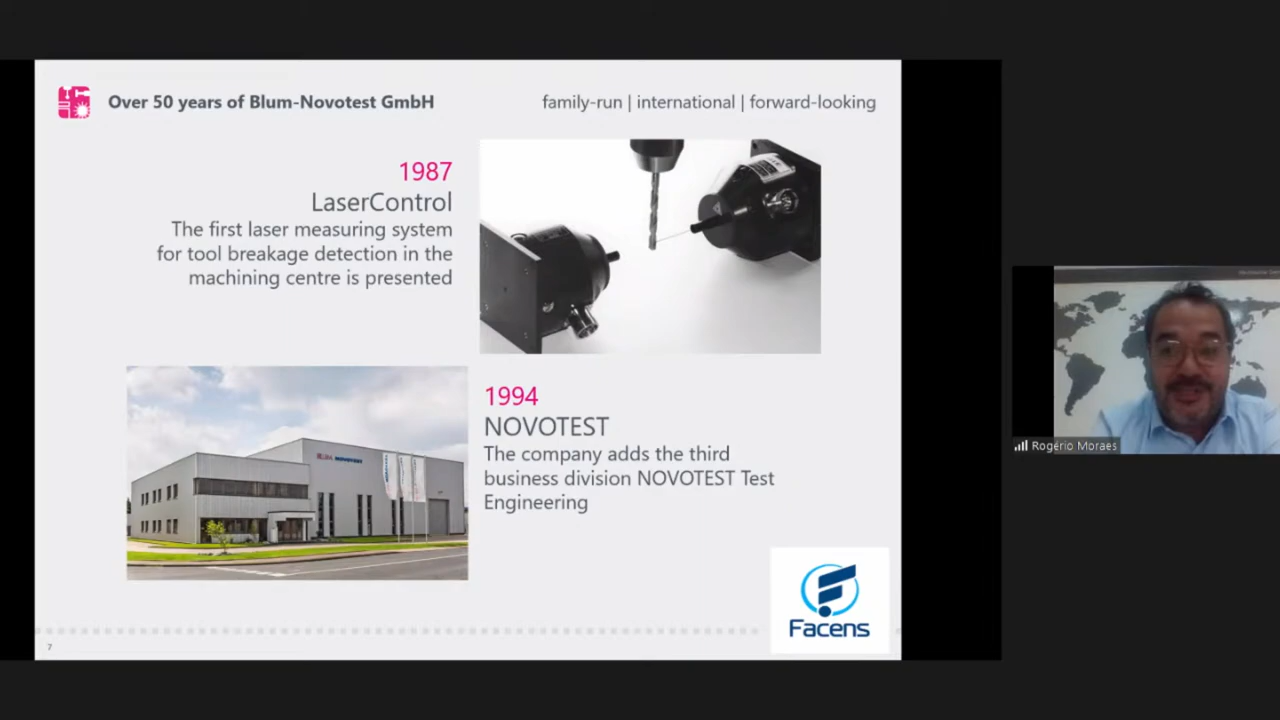 Over 50 years of Blum-Novotest GmbH
family-run | international | forward-looking
1987
LaserControl
The first laser measuring system
for tool breakage detection in the
machining centre is presented
BLUM NOVOTEST
1994
NOVOTEST
The company adds the third
business division NOVOTEST Test
Engineering
Facens
7
Rogério Moraes